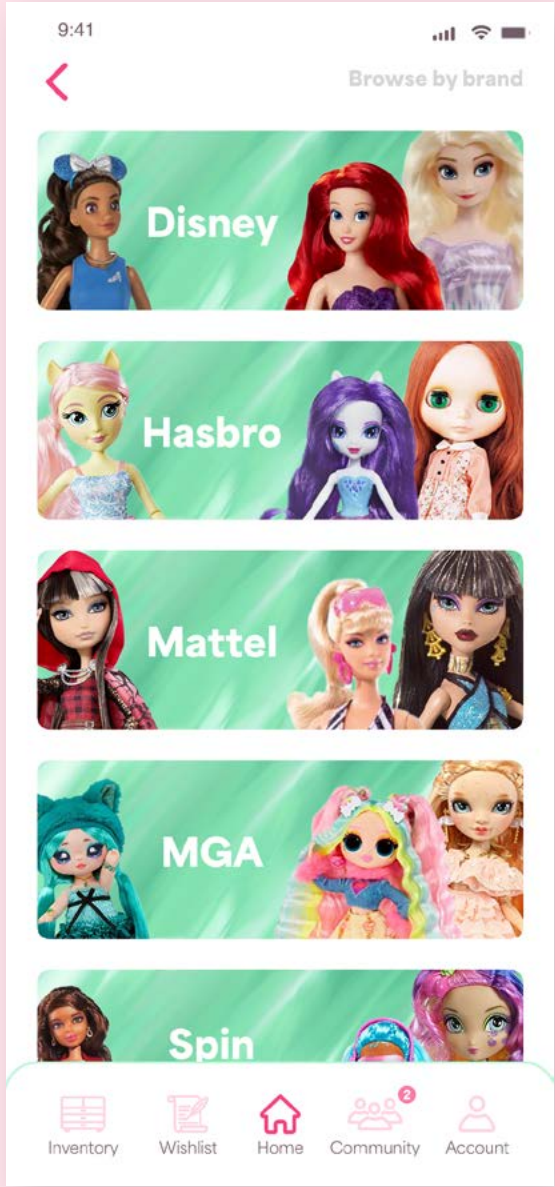 9:41
Browse by brand
Disney
Hasbro
Mattel
MGA
Spin
2
Inventory
Wishlist
Home
Community
Account